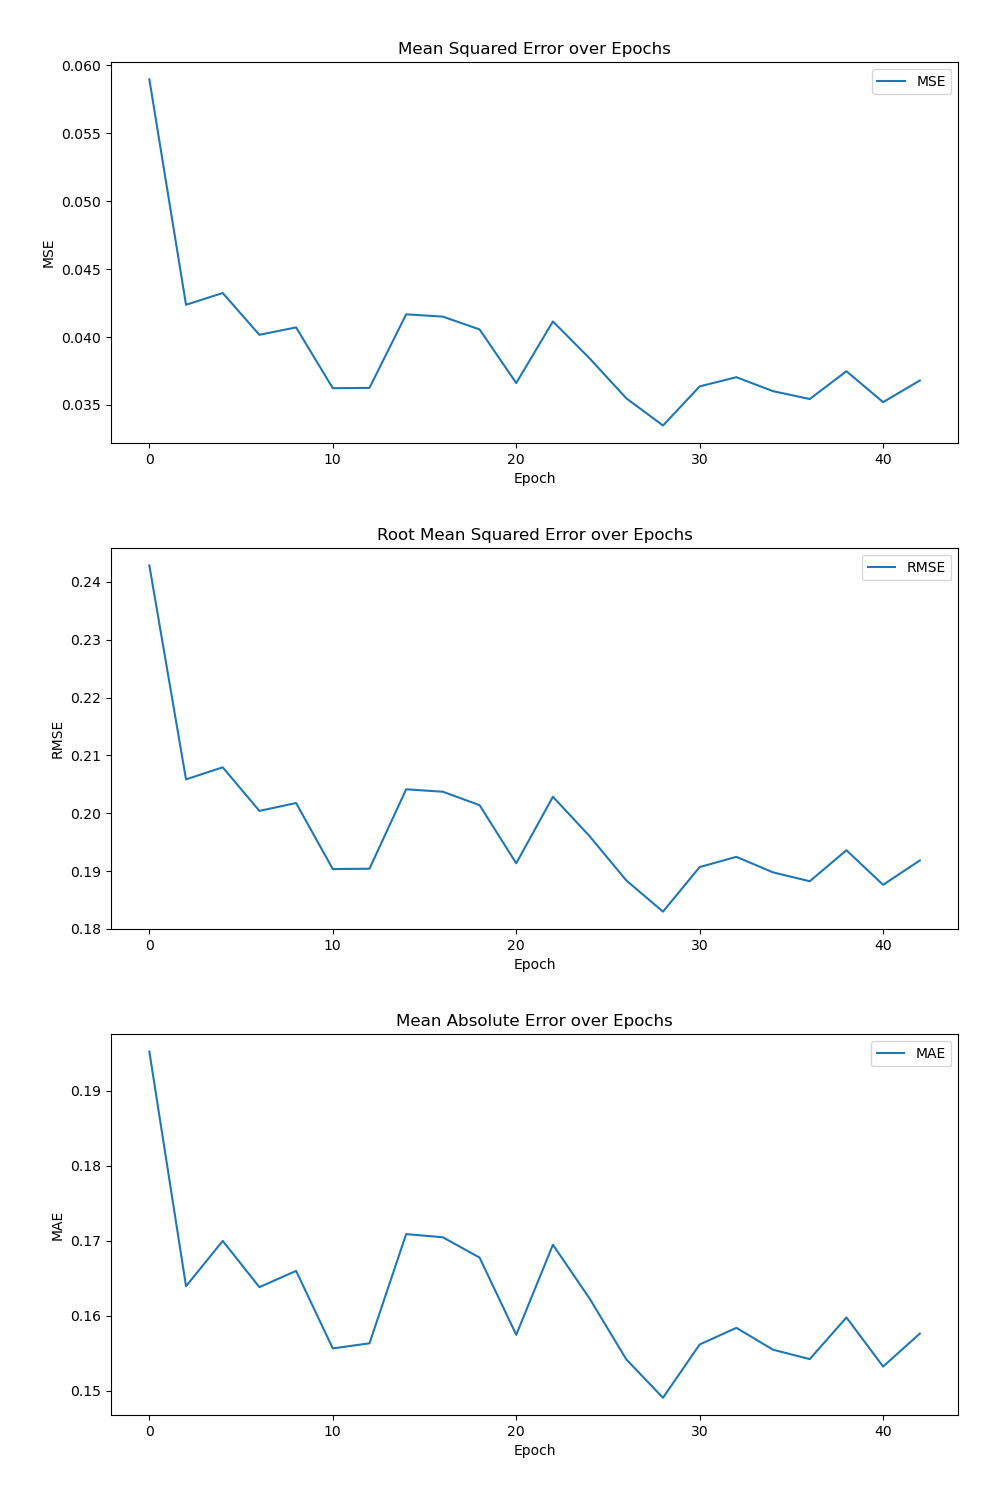 Mean Squared Error over Epochs
0.060
MSE
0.055
0.050
MSE
0.045
0.040
0.035
0
10
20
30
40
Epoch
Root Mean Squared Error over Epochs
RMSE
0.24
0.23
0.22
RMSE
0.21
0.20
0.19
0.18
0
10
20
30
40
Epoch
Mean Absolute Error over Epochs
MAE
0.19
0.18
MAE
0.17
0.16
0.15
0
10
20
30
40
Epoch